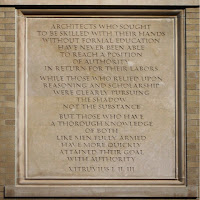 ARCHITECTS WHO SOUGHT
TO BE SKILLED WITH THEIR HANDS
WITHOUT FORMAL EDUCATION
HAVE NEVER BEEN ABLE
TO REACH A POSITION
OF AUTHORITY
IN RETURN FOR THEIR LABORS
WHILE THOSE WHO RELIED UPON
REASONING AND SCHOLARSHIP
WERE CLEARLY PURSUING
THE SHADOW
NOT THE SUBSTANCE
BUT THOSE WHO HAVE
A THOROUGH KNOWLEDGE
OF BOTH
LIKE MEN FULLY ARMED
HAVE MORE QUICKLY
ATTAINED THEIR GOAL
WITH AUTHORITY
VITRUVIUS I, II, III